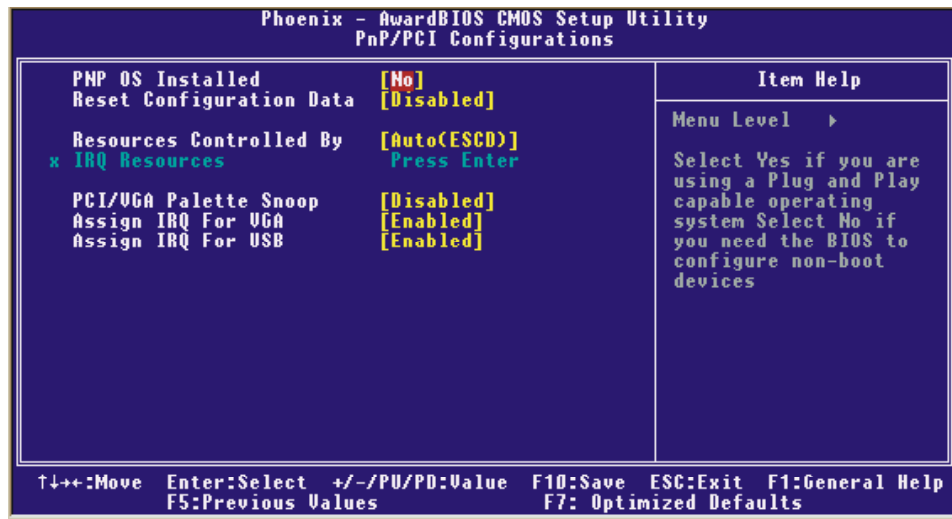 Phoenix - AwardBIOS CMOS Setup Utility
PnP/PCI Configurations
PNP OS Installed [No]
Reset Configuration Data [Disabled]
Resources Controlled By [Auto(ESCD)]
x IRQ Resources Press Enter
PCI/VGA Palette Snoop [Disabled]
Assign IRQ For VGA [Enabled]
Assign IRQ For USB [Enabled]
Item Help
Menu Level ▸
Select Yes if you are
using a Plug and Play
capable operating
system Select No if
you need the BIOS to
configure non-boot
devices
↑↓→←:Move Enter:Select +/-/PU/PD:Value F10:Save ESC:Exit F1:General Help
F5:Previous Values F7: Optimized Defaults